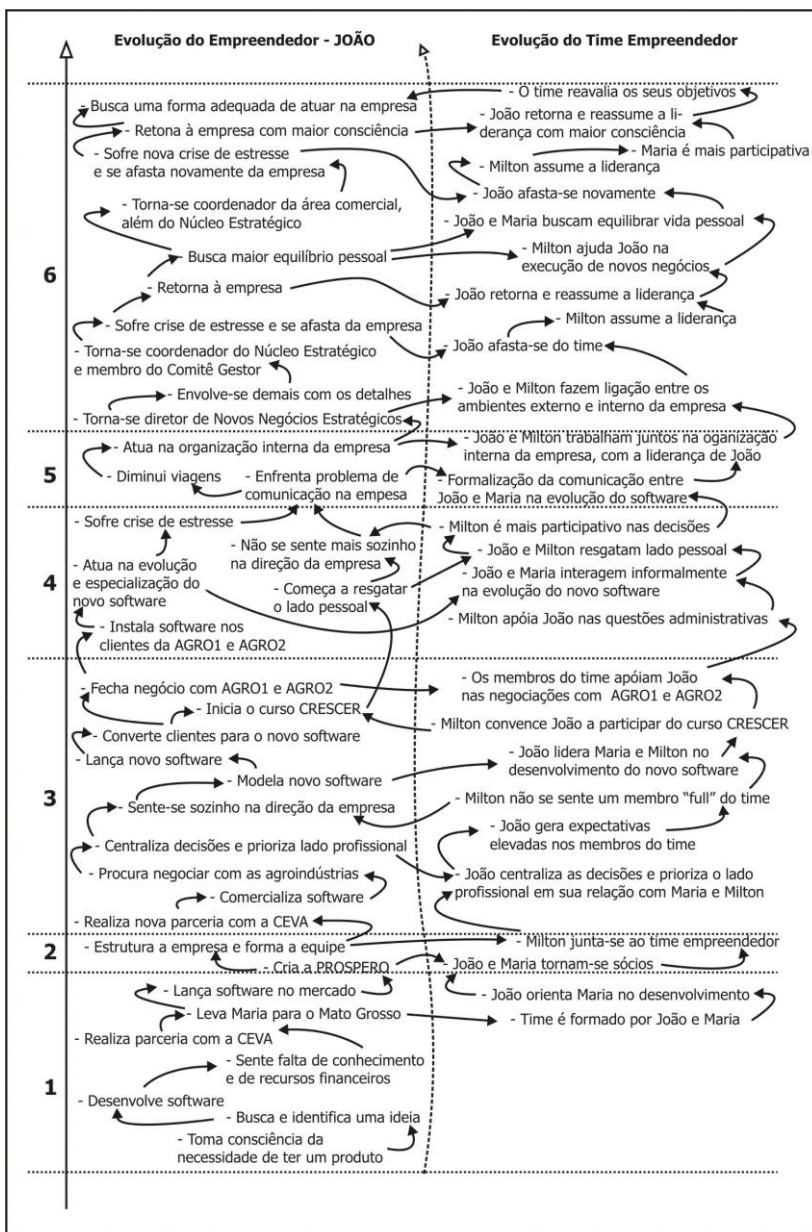 Evolução do Empreendedor - JOÃO
Evolução do Time Empreendedor
6
- Busca uma forma adequada de atuar na empresa
- Retona à empresa com maior consciência
- Sofre nova crise de estresse
e se afasta novamente da empresa
- Torna-se coordenador da área comercial,
além do Núcleo Estratégico
- Busca maior equilíbrio pessoal
- Retorna à empresa
- Sofre crise de estresse e se afasta da empresa
- Torna-se coordenador do Núcleo Estratégico
e membro do Comitê Gestor
- Envolve-se demais com os detalhes
- Torna-se diretor de Novos Negócios Estratégicos
- O time reavalia os seus objetivos
- João retorna e reassume a li-
derança com maior consciência
- Maria é mais participativa
- Milton assume a liderança
- João afasta-se novamente
- João e Maria buscam equilibrar vida pessoal
- Milton ajuda João na
execução de novos negócios
- João retorna e reassume a liderança
- Milton assume a liderança
- João afasta-se do time
- João e Milton fazem ligação entre os
ambientes externo e interno da empresa
5
- Atua na organização interna da empresa
- Diminui viagens
- Enfrenta problema de
comunicação na empesa
- João e Milton trabalham juntos na oganização
interna da empresa, com a liderança de João
- Formalização da comunicação entre
João e Maria na evolução do software
4
- Sofre crise de estresse
- Não se sente mais sozinho
na direção da empresa
- Atua na evolução
e especialização do
novo software
- Começa a resgatar
o lado pessoal
- Instala software nos
clientes da AGRO1 e AGRO2
- Milton é mais participativo nas decisões
- João e Milton resgatam lado pessoal
- João e Maria interagem informalmente
na evolução do novo software
- Milton apóia João nas questões administrativas
3
- Fecha negócio com AGRO1 e AGRO2
- Inicia o curso CRESCER
- Converte clientes para o novo software
- Lança novo software
- Modela novo software
- Sente-se sozinho na direção da empresa
- Centraliza decisões e prioriza lado profissional
- Procura negociar com as agroindústrias
- Comercializa software
- Realiza nova parceria com a CEVA
- Os membros do time apóiam João
nas negociações com AGRO1 e AGRO2
- Milton convence João a participar do curso CRESCER
- João lidera Maria e Milton no
desenvolvimento do novo software
- Milton não se sente um membro "full" do time
- João gera expectativas
elevadas nos membros do time
- João centraliza as decisões e prioriza o lado
profissional em sua relação com Maria e Milton
2
- Estrutura a empresa e forma a equipe
- Cria a PROSPERO
- Milton junta-se ao time empreendedor
- João e Maria tornam-se sócios
1
- Lança software no mercado
- Leva Maria para o Mato Grosso
- Realiza parceria com a CEVA
- Sente falta de conhecimento
e de recursos financeiros
- Desenvolve software
- Busca e identifica uma ideia
- Toma consciência da
necessidade de ter um produto
- João orienta Maria no desenvolvimento
- Time é formado por João e Maria